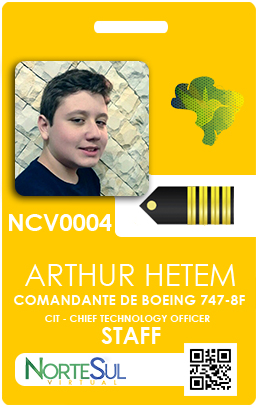 NCV0004
ARTHUR HETEM
COMANDANTE DE BOEING 747-8F
CIT - CHIEF TECHNOLOGY OFFICER
STAFF
NORTESUL
VIRTUAL